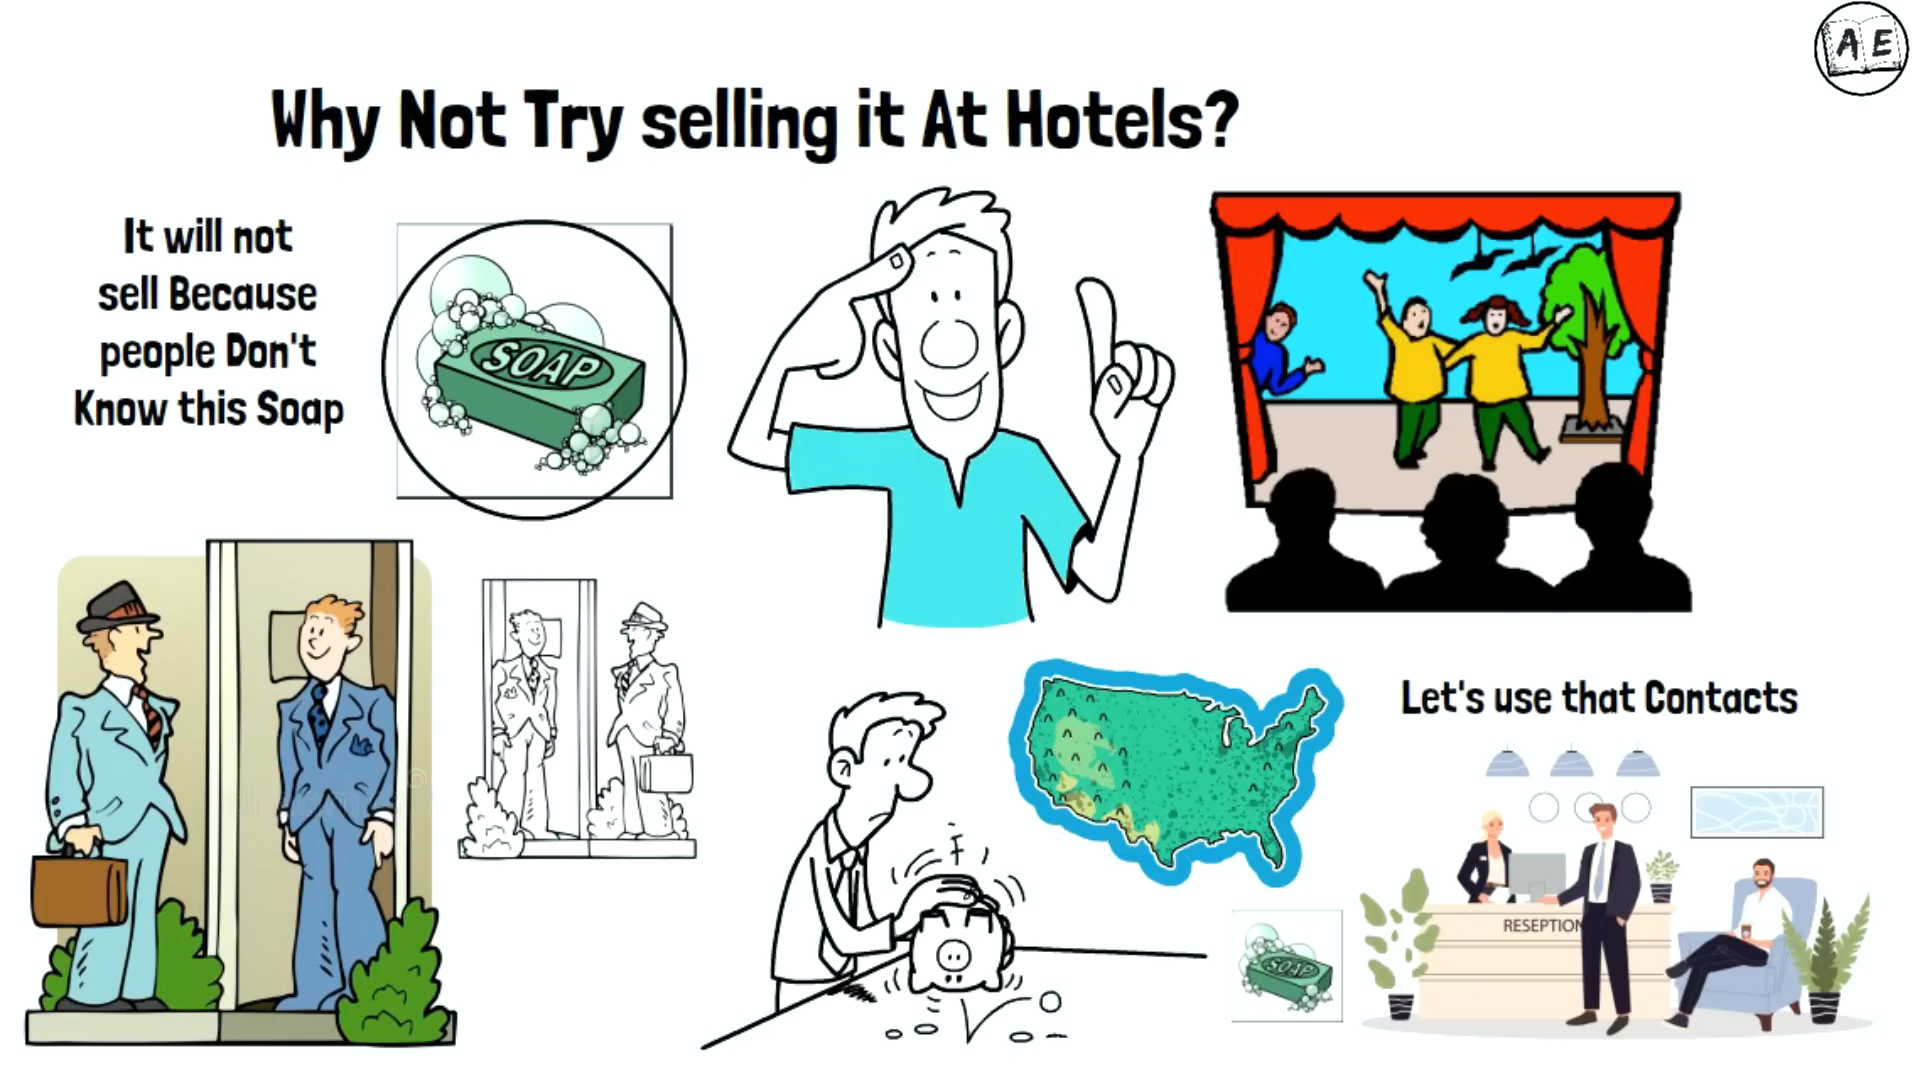 A E
Why Not Try selling it At Hotels?
It will not
sell Because
people Don't
Know this Soap
SOAP
Let's use that Contacts
RESEPTION
SOAP